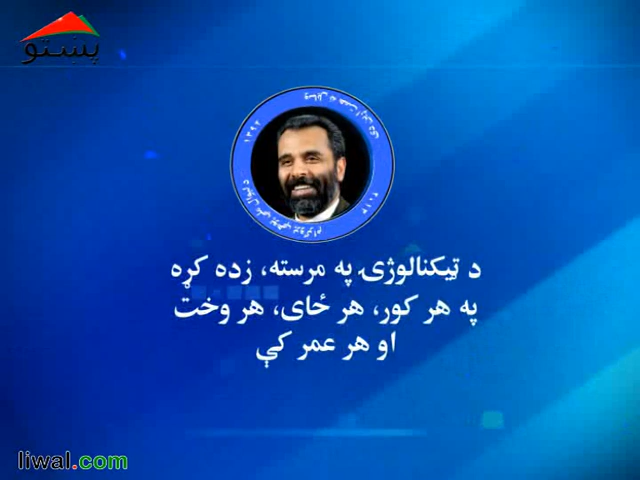 پښتو
د ټيکنالوژۍ په مرسته، زده کړه
په هر کور، هر ځای، هر وخت
او هر عمر کې
liwal.com